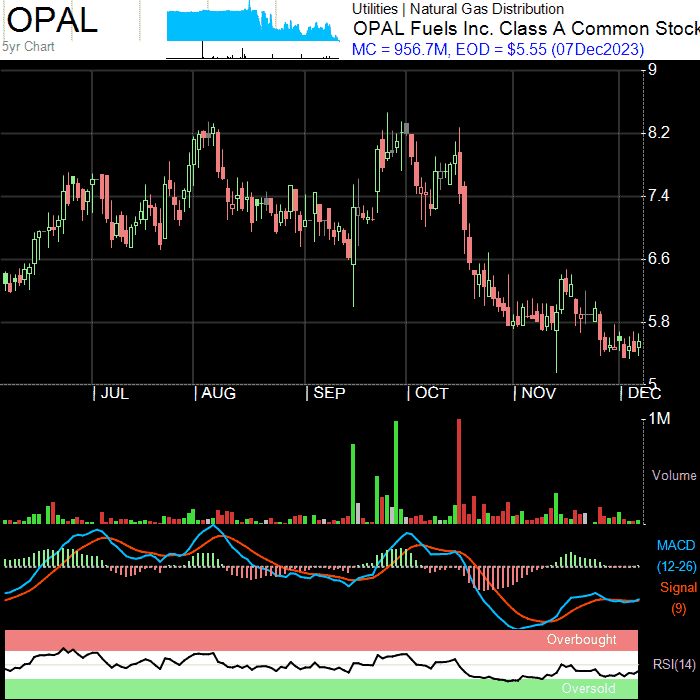 OPAL
5yr Chart
Utilities | Natural Gas Distribution
OPAL Fuels Inc. Class A Common Stock
MC = 956.7M, EOD = $5.55 (07Dec2023)
9
8.2
7.4
6.6
5.8
5
JUL
AUG
SEP
OCT
NOV
DEC
1M
Volume
MACD
(12-26)
Signal
(9)
Overbought
RSI(14)
Oversold